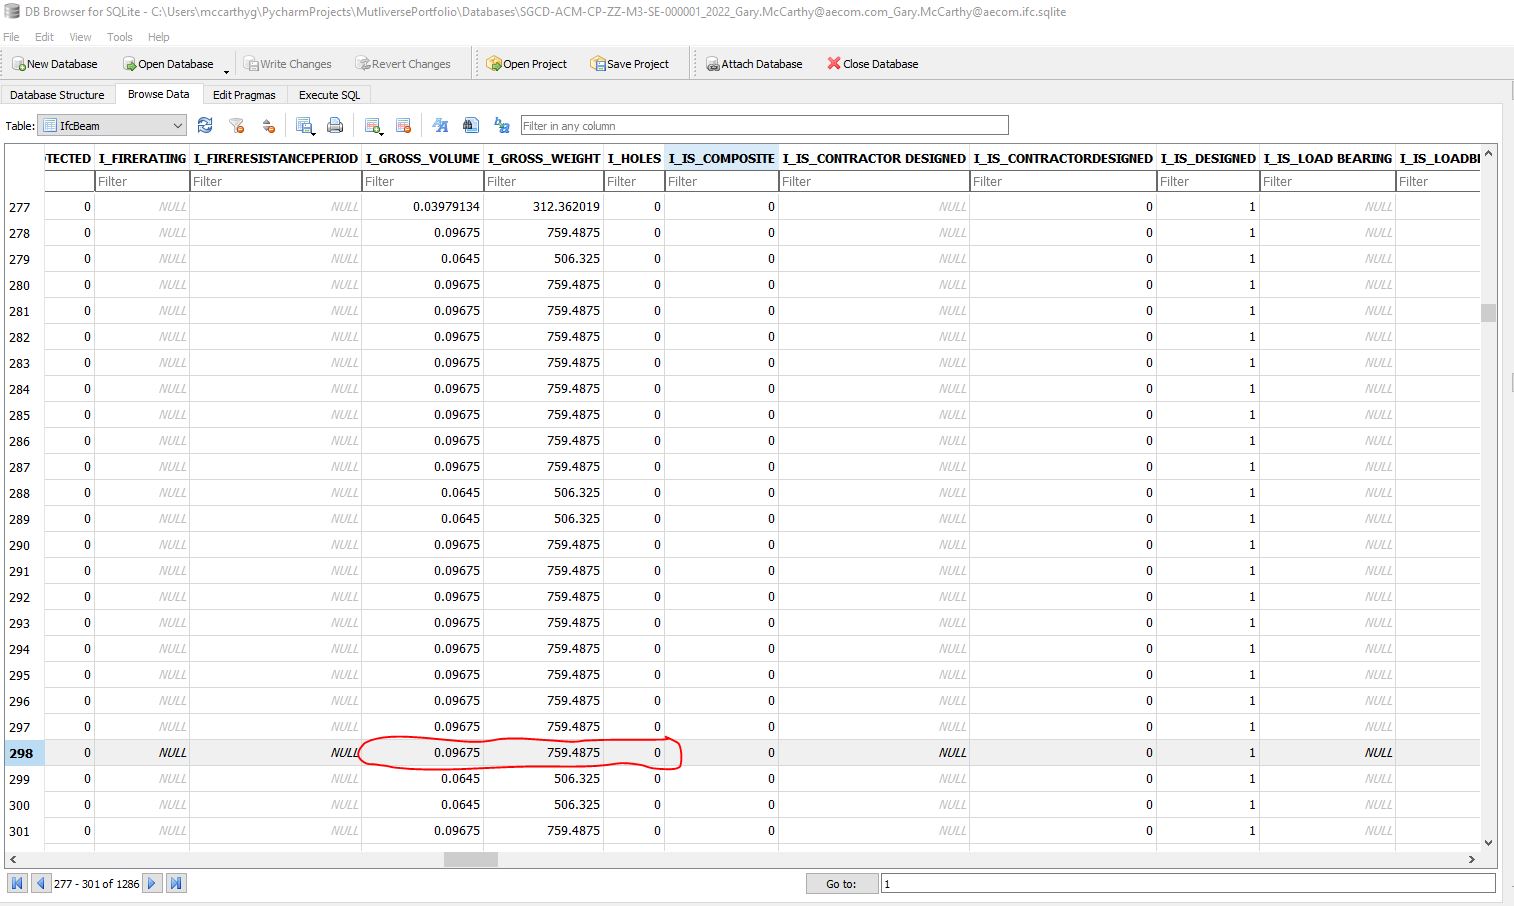 DB Browser for SQLite - C:\Users\mccarthyg\PycharmProjects\MutliversePortfolio\Databases\SGCD-ACM-CP-ZZ-M3-SE-000001_2022_Gary.McCarthy@aecom.com_Gary.McCarthy@aecom.ifc.sqlite
File Edit View Tools Help
New Database Open Database Write Changes Revert Changes Open Project Save Project Attach Database Close Database
Database Structure Browse Data Edit Pragmas Execute SQL
Table: IfcBeam Filter in any column
OTECTED I_FIRERATING I_FIRERESISTANCEPERIOD I_GROSS_VOLUME I_GROSS_WEIGHT I_HOLES I_IS_COMPOSITE I_IS_CONTRACTOR DESIGNED I_IS_CONTRACTORDESIGNED I_IS_DESIGNED I_IS_LOAD BEARING I_IS_LOADB
Filter Filter Filter Filter Filter Filter Filter Filter Filter Filter Filter
277 0 NULL NULL 0.03979134 312.362019 0 0 NULL 0 1 NULL
278 0 NULL NULL 0.09675 759.4875 0 0 NULL 0 1 NULL
279 0 NULL NULL 0.0645 506.325 0 0 NULL 0 1 NULL
280 0 NULL NULL 0.09675 759.4875 0 0 NULL 0 1 NULL
281 0 NULL NULL 0.09675 759.4875 0 0 NULL 0 1 NULL
282 0 NULL NULL 0.09675 759.4875 0 0 NULL 0 1 NULL
283 0 NULL NULL 0.09675 759.4875 0 0 NULL 0 1 NULL
284 0 NULL NULL 0.09675 759.4875 0 0 NULL 0 1 NULL
285 0 NULL NULL 0.09675 759.4875 0 0 NULL 0 1 NULL
286 0 NULL NULL 0.09675 759.4875 0 0 NULL 0 1 NULL
287 0 NULL NULL 0.09675 759.4875 0 0 NULL 0 1 NULL
288 0 NULL NULL 0.0645 506.325 0 0 NULL 0 1 NULL
289 0 NULL NULL 0.0645 506.325 0 0 NULL 0 1 NULL
290 0 NULL NULL 0.09675 759.4875 0 0 NULL 0 1 NULL
291 0 NULL NULL 0.09675 759.4875 0 0 NULL 0 1 NULL
292 0 NULL NULL 0.09675 759.4875 0 0 NULL 0 1 NULL
293 0 NULL NULL 0.09675 759.4875 0 0 NULL 0 1 NULL
294 0 NULL NULL 0.09675 759.4875 0 0 NULL 0 1 NULL
295 0 NULL NULL 0.09675 759.4875 0 0 NULL 0 1 NULL
296 0 NULL NULL 0.09675 759.4875 0 0 NULL 0 1 NULL
297 0 NULL NULL 0.09675 759.4875 0 0 NULL 0 1 NULL
298 0 NULL NULL 0.09675 759.4875 0 0 NULL 0 1 NULL
299 0 NULL NULL 0.0645 506.325 0 0 NULL 0 1 NULL
300 0 NULL NULL 0.0645 506.325 0 0 NULL 0 1 NULL
301 0 NULL NULL 0.09675 759.4875 0 0 NULL 0 1 NULL
277 - 301 of 1286 Go to: 1